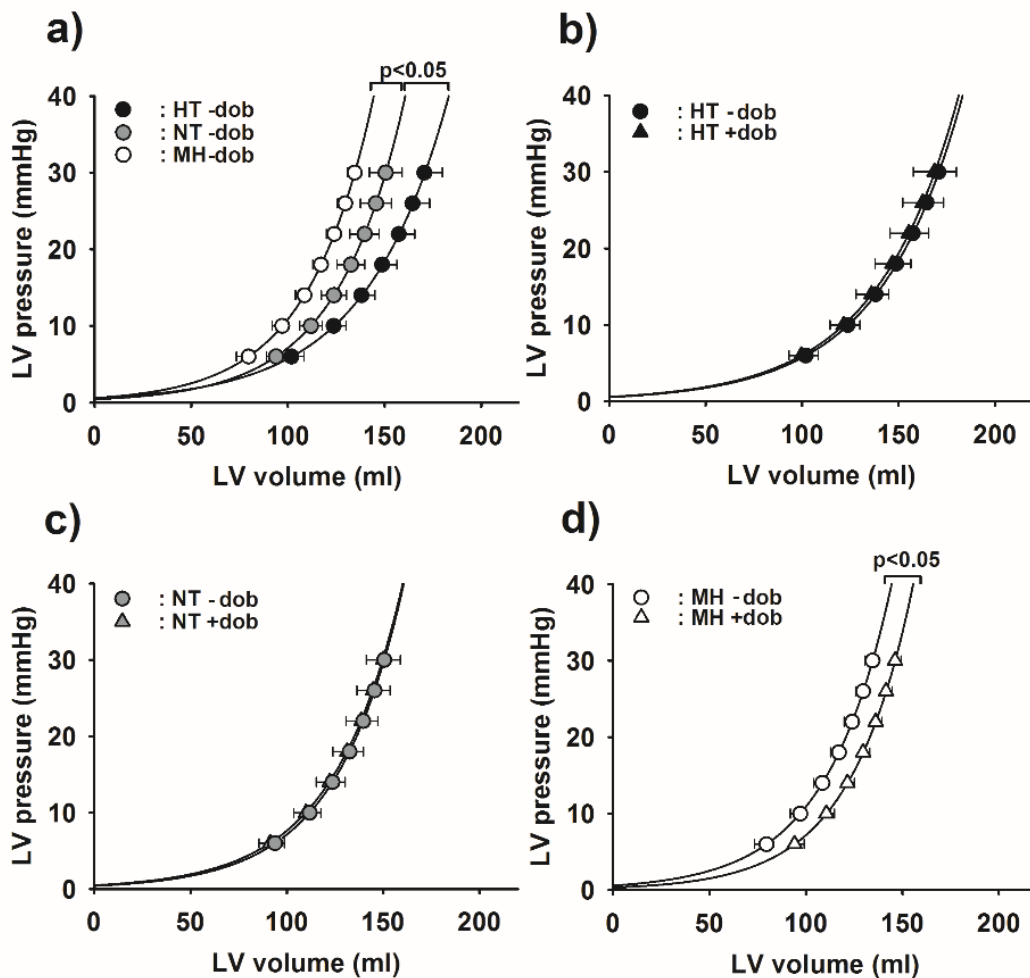 a)
p<0.05
: HT -dob
: NT -dob
: MH-dob
40
30
20
10
0
LV pressure (mmHg)
0 50 100 150 200
LV volume (ml)
b)
: HT -dob
: HT +dob
40
30
20
10
0
LV pressure (mmHg)
0 50 100 150 200
LV volume (ml)
c)
: NT -dob
: NT +dob
40
30
20
10
0
LV pressure (mmHg)
0 50 100 150 200
LV volume (ml)
d)
p<0.05
: MH -dob
: MH +dob
40
30
20
10
0
LV pressure (mmHg)
0 50 100 150 200
LV volume (ml)